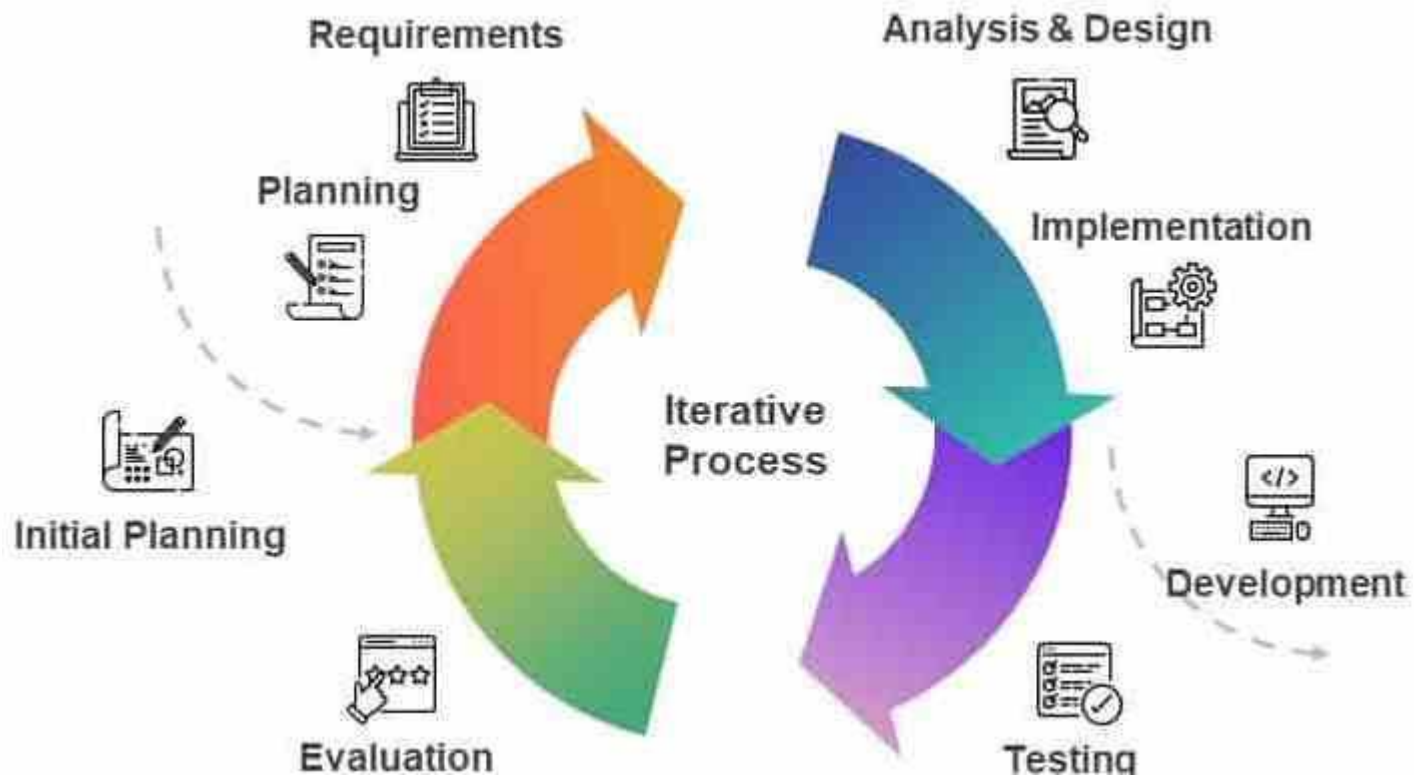 Requirements
Analysis & Design
Planning
Implementation
Iterative
Process
</>
Initial Planning
Development
Evaluation
Testing